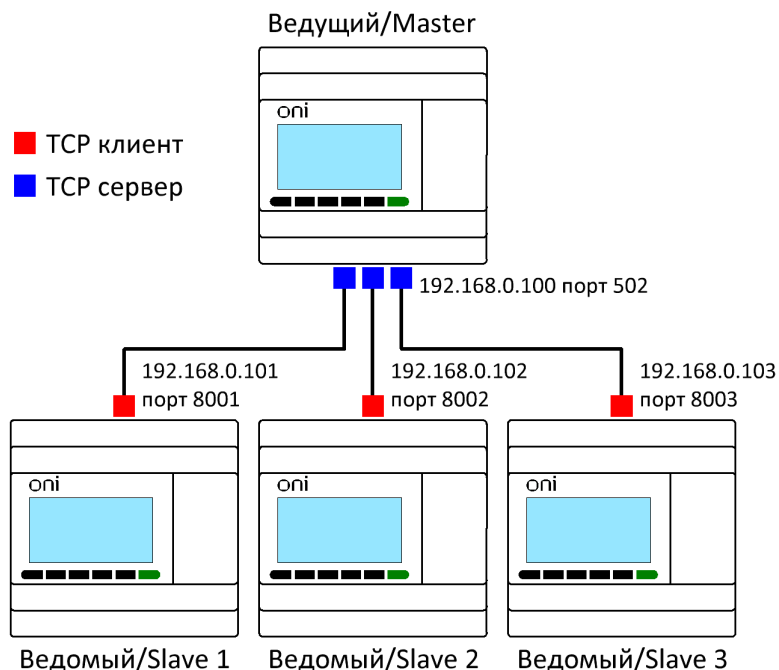 Ведущий/Master
oni
TCP клиент
TCP сервер
192.168.0.100 порт 502
192.168.0.101
порт 8001
192.168.0.102
порт 8002
192.168.0.103
порт 8003
oni
oni
oni
Ведомый/Slave 1
Ведомый/Slave 2
Ведомый/Slave 3